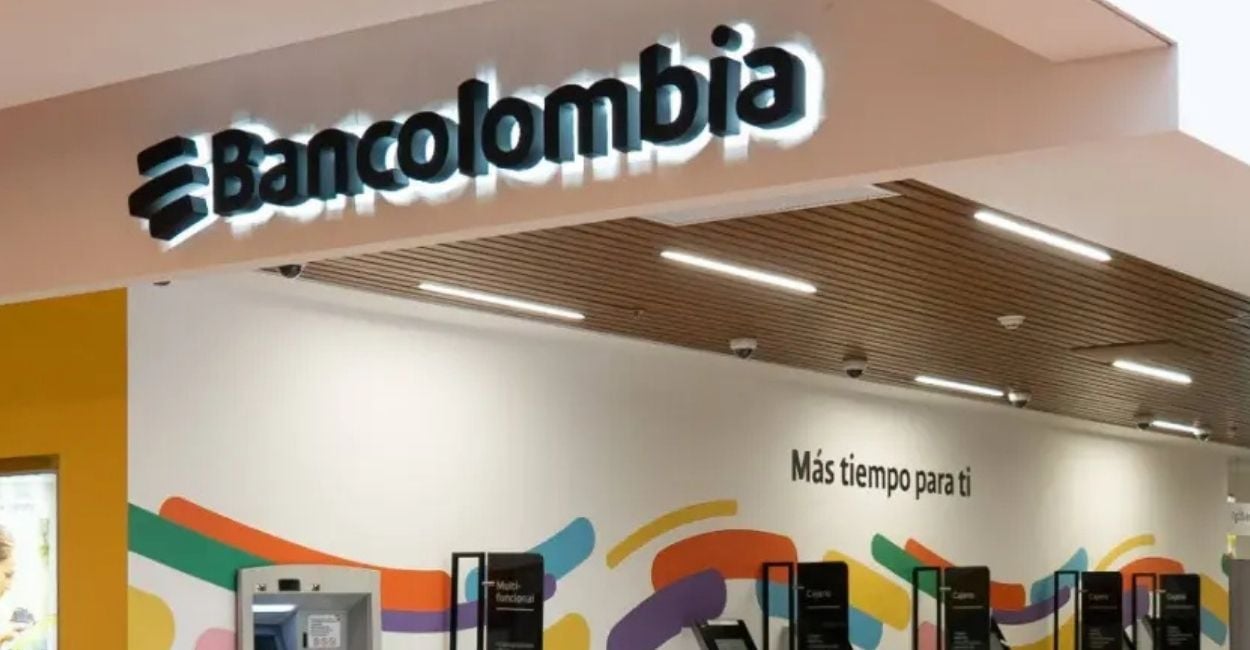 Bancolombia
Más tiempo para ti
Multi-
funcional
Cajero
Cajero
Cajero
Cajero